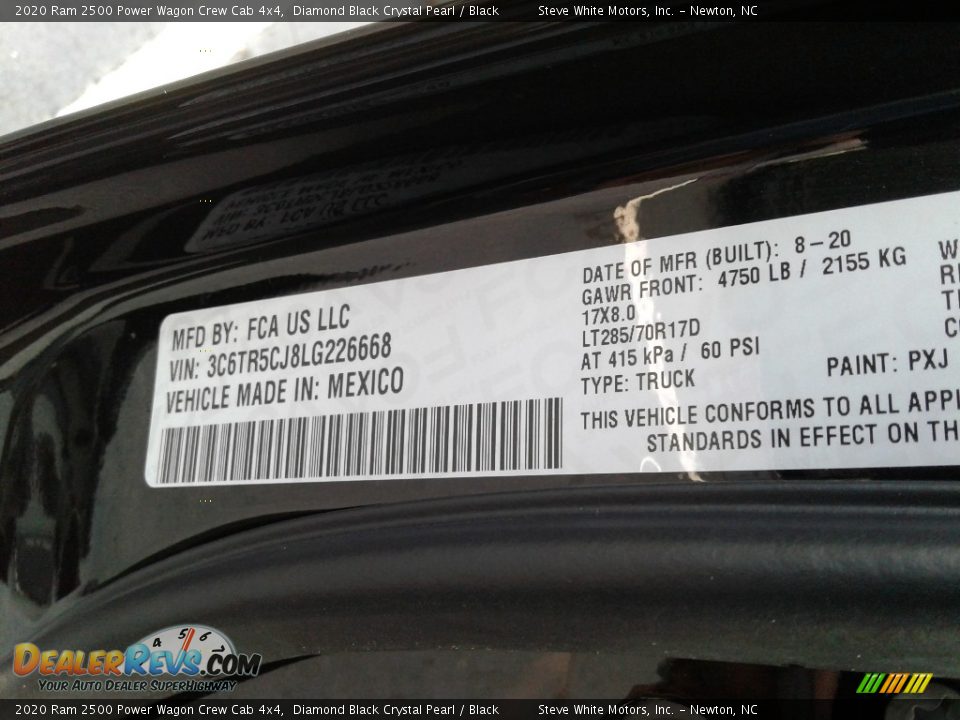 2020 Ram 2500 Power Wagon Crew Cab 4x4, Diamond Black Crystal Pearl / Black Steve White Motors, Inc. - Newton, NC
MFD BY: FCA US LLC
VIN: 3C6TR5CJ8LG226668
VEHICLE MADE IN: MEXICO
DATE OF MFR (BUILT): 8-20
GAWR FRONT: 4750 LB / 2155 KG
17X8.0
LT285/70R17D
AT 415 kPa / 60 PSI
TYPE: TRUCK
PAINT: PXJ
THIS VEHICLE CONFORMS TO ALL APPL
STANDARDS IN EFFECT ON TH
4 5 6
DEALERREVS.COM
YOUR AUTO DEALER SUPERHIGHWAY
2020 Ram 2500 Power Wagon Crew Cab 4x4, Diamond Black Crystal Pearl / Black Steve White Motors, Inc. - Newton, NC